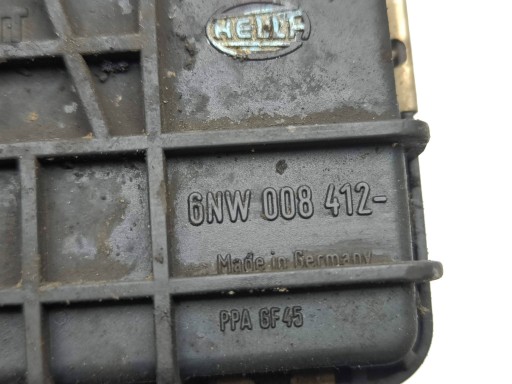 HELLA
6NW 008 412-
Made in Germany
PPA GF45